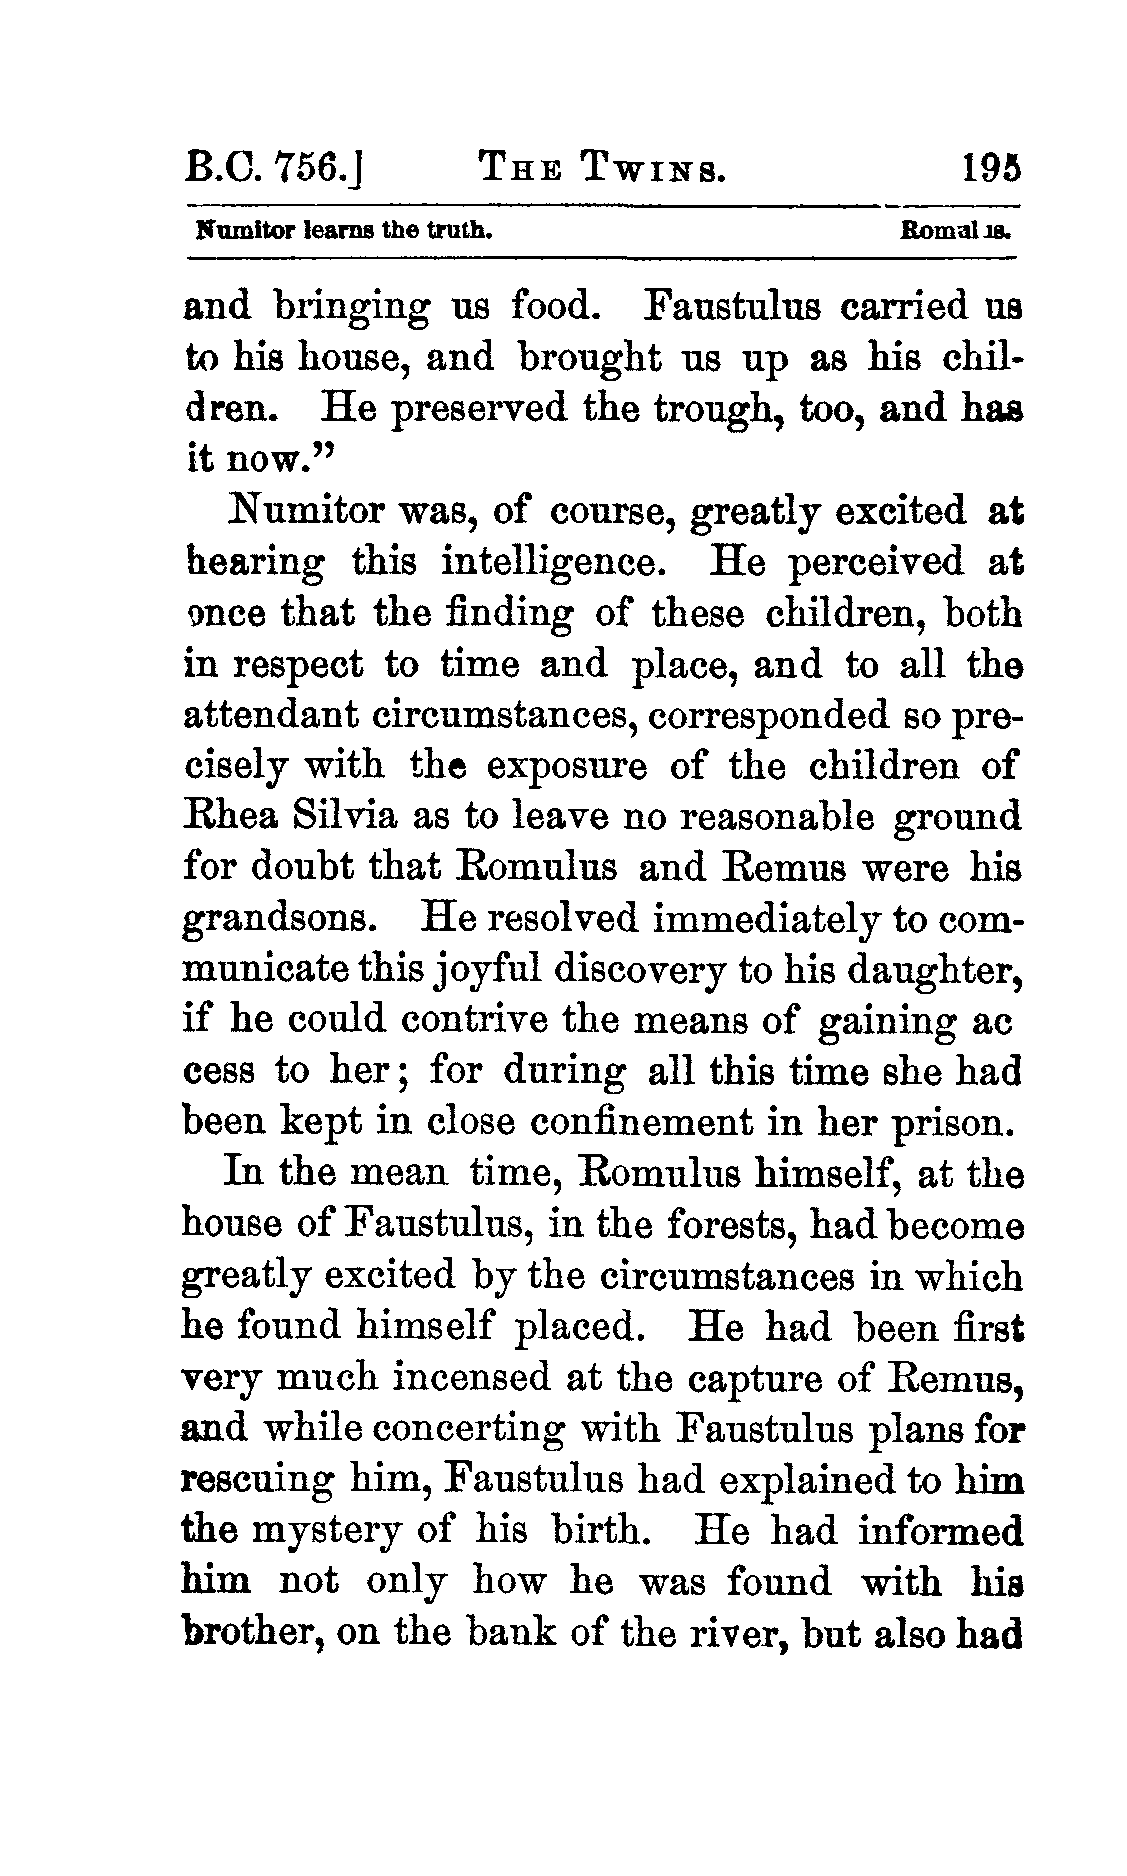 B.C. 756.] THE TWINS. 195
Numitor learns the truth. Romulus.
and bringing us food. Faustulus carried us
to his house, and brought us up as his chil-
dren. He preserved the trough, too, and has
it now.”
Numitor was, of course, greatly excited at
hearing this intelligence. He perceived at
once that the finding of these children, both
in respect to time and place, and to all the
attendant circumstances, corresponded so pre-
cisely with the exposure of the children of
Rhea Silvia as to leave no reasonable ground
for doubt that Romulus and Remus were his
grandsons. He resolved immediately to com-
municate this joyful discovery to his daughter,
if he could contrive the means of gaining ac
cess to her; for during all this time she had
been kept in close confinement in her prison.
In the mean time, Romulus himself, at the
house of Faustulus, in the forests, had become
greatly excited by the circumstances in which
he found himself placed. He had been first
very much incensed at the capture of Remus,
and while concerting with Faustulus plans for
rescuing him, Faustulus had explained to him
the mystery of his birth. He had informed
him not only how he was found with his
brother, on the bank of the river, but also had